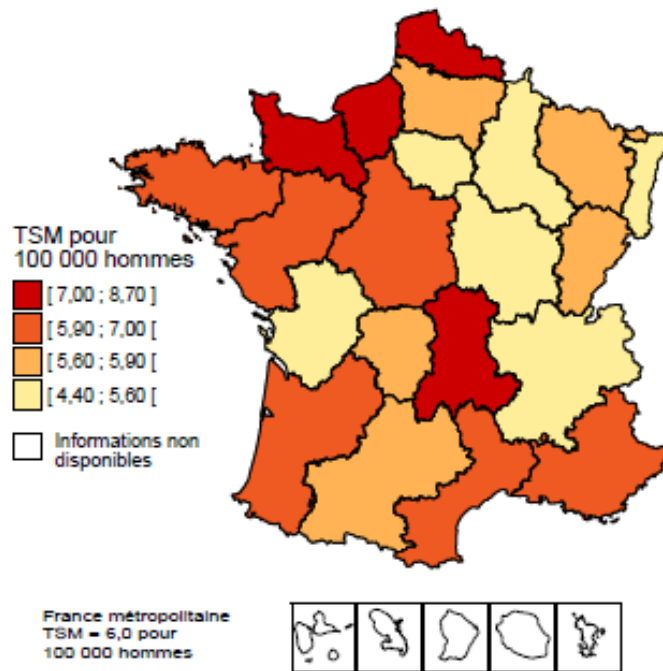 TSM pour
100 000 hommes
[ 7,00 ; 8,70 ]
[ 5,90 ; 7,00 [
[ 5,60 ; 5,90 [
[ 4,40 ; 5,60 [
Informations non
disponibles
France métropolitaine
TSM = 6,0 pour
100 000 hommes